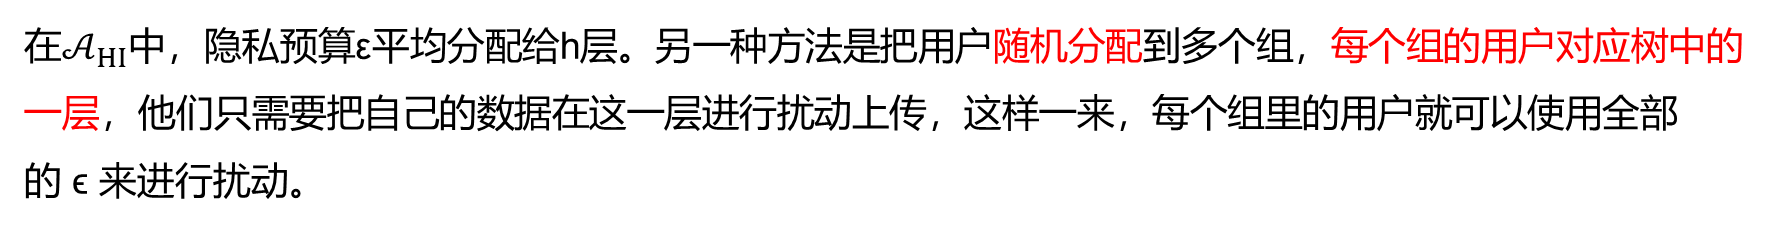 在𝒜HI中，隐私预算ε平均分配给h层。另一种方法是把用户随机分配到多个组，每个组的用户对应树中的
一层，他们只需要把自己的数据在这一层进行扰动上传，这样一来，每个组里的用户就可以使用全部
的 ϵ 来进行扰动。